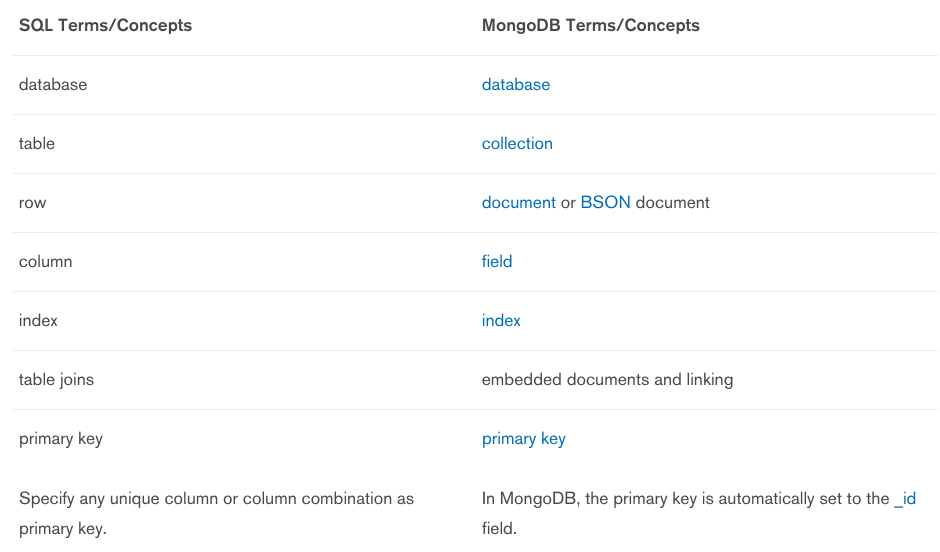 SQL Terms/Concepts MongoDB Terms/Concepts
database database
table collection
row document or BSON document
column field
index index
table joins embedded documents and linking
primary key primary key
Specify any unique column or column combination as
primary key.
In MongoDB, the primary key is automatically set to the _id
field.